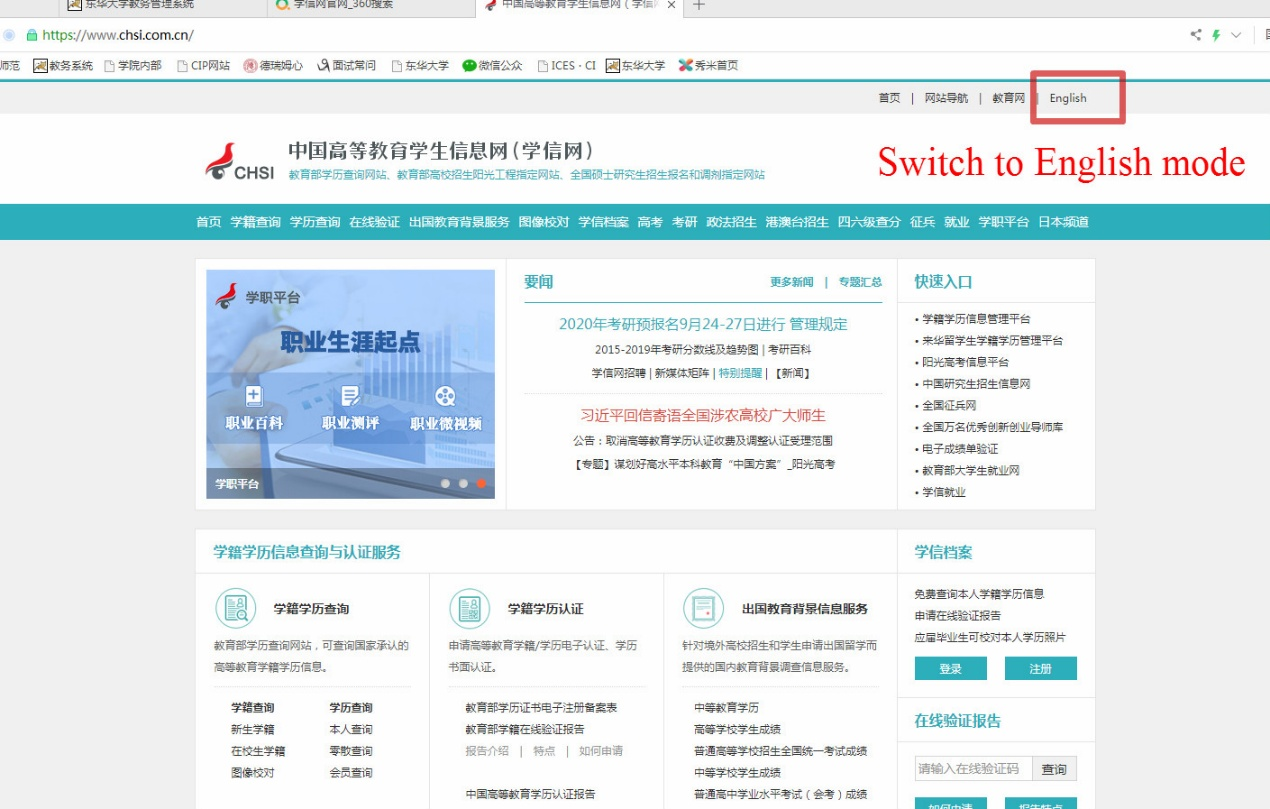 东华大学教务管理系统
学信网官网_360搜索
中国高等教育学生信息网(学信
https://www.chsi.com.cn/
师范 教务系统 学院内部 CIP网站 德瑞姆心 面试常问 东华大学 微信公众 ICES · CI 东华大学 秀米首页
首页 | 网站导航 | 教育网 | English
CHSI
中国高等教育学生信息网(学信网)
教育部学历查询网站、教育部高校招生阳光工程指定网站、全国硕士研究生招生报名和调剂指定网站
Switch to English mode
首页 学籍查询 学历查询 在线验证 出国教育背景服务 图像校对 学信档案 高考 考研 政法招生 港澳台招生 四六级查分 征兵 就业 学职平台 日本频道
学职平台
职业生涯起点
职业百科 职业测评 职业微视频
学职平台
要闻 更多新闻 | 专题汇总
2020年考研预报名9月24-27日进行 管理规定
2015-2019年考研分数线及趋势图 | 考研百科
学信网招聘 | 新媒体矩阵 | 特别提醒 | 【新闻】
习近平回信寄语全国涉农高校广大师生
公告:取消高等教育学历认证收费及调整认证受理范围
【专题】谋划好高水平本科教育“中国方案”_阳光高考
快速入口
• 学籍学历信息管理平台
• 来华留学生学籍学历管理平台
• 阳光高考信息平台
• 中国研究生招生信息网
• 全国征兵网
• 全国万名优秀创新创业导师库
• 电子成绩单验证
• 教育部大学生就业网
• 学信就业
学籍学历信息查询与认证服务
学籍学历查询
教育部学历查询网站,可查询国家承认的
高等教育学籍学历信息。
学籍查询 学历查询
新生学籍 本人查询
在校生学籍 零散查询
图像校对 会员查询
学籍学历认证
申请高等教育学籍/学历电子认证、学历
书面认证。
教育部学历证书电子注册备案表
教育部学籍在线验证报告
报告介绍 | 特点 | 如何申请
中国高等教育学历认证报告
出国教育背景信息服务
针对境外高校招生和学生申请出国留学而
提供的国内教育背景调查信息服务。
中等教育学历
高等学校学生成绩
普通高等学校招生全国统一考试成绩
中等学校学生成绩
普通高中学业水平考试(会考)成绩
学信档案
免费查询本人学籍学历信息
申请在线验证报告
应届毕业生可校对本人学历照片
登录 注册
在线验证报告
请输入在线验证码 查询
如何申请 报告特点